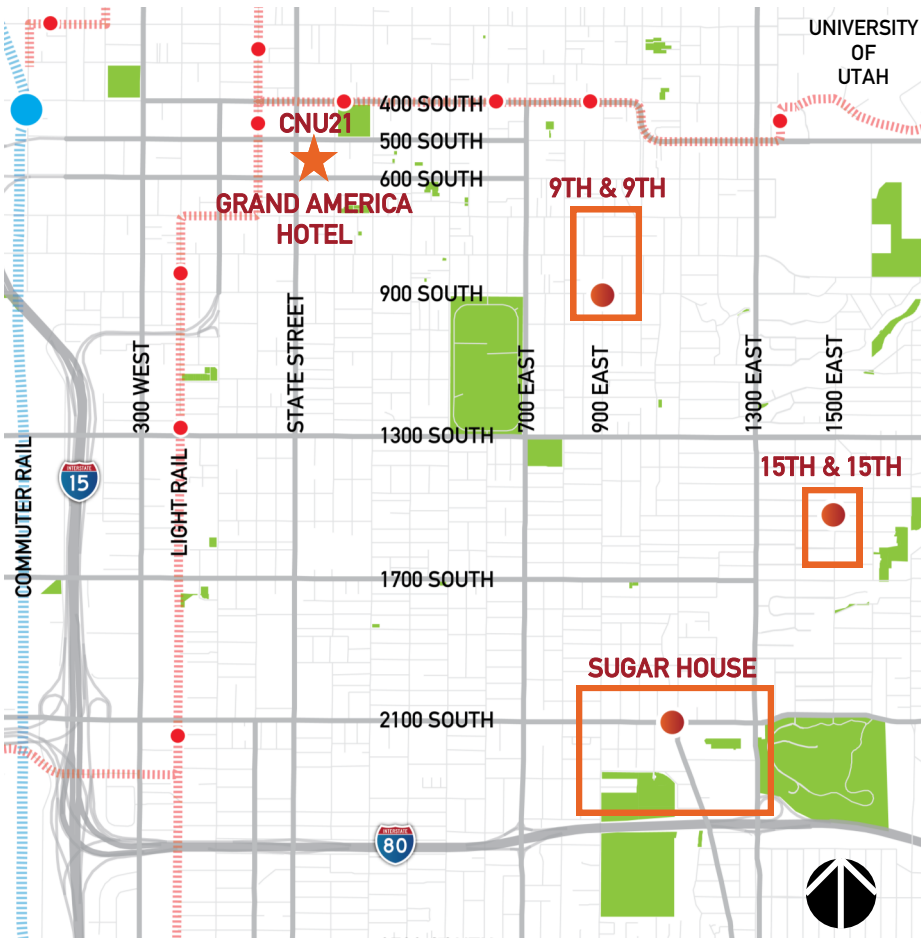 UNIVERSITY
OF
UTAH
400 SOUTH
CNU21
500 SOUTH
600 SOUTH
9TH & 9TH
GRAND AMERICA
HOTEL
900 SOUTH
300 WEST
STATE STREET
700 EAST
900 EAST
1300 EAST
1500 EAST
1300 SOUTH
COMMUTER RAIL
INTERSTATE
15
LIGHT RAIL
15TH & 15TH
1700 SOUTH
SUGAR HOUSE
2100 SOUTH
INTERSTATE
80